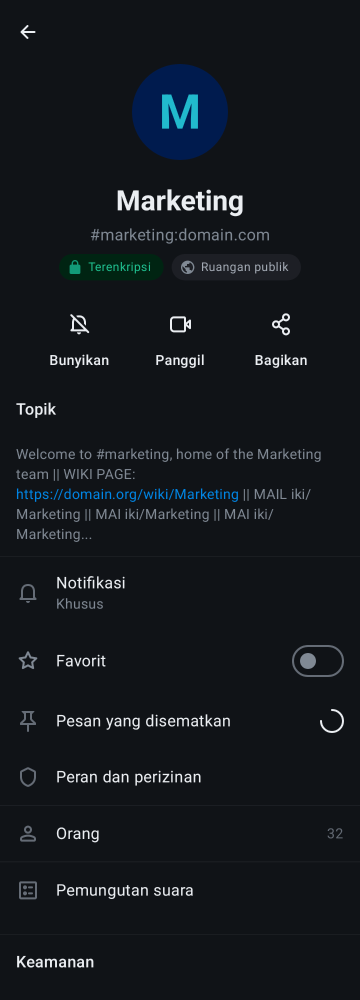 M
Marketing
#marketing:domain.com
Terenkripsi
Ruangan publik
Bunyikan
Panggil
Bagikan
Topik
Welcome to #marketing, home of the Marketing
team || WIKI PAGE:
https://domain.org/wiki/Marketing || MAIL iki/
Marketing || MAI iki/Marketing || MAI iki/
Marketing...
Notifikasi
Khusus
Favorit
Pesan yang disematkan
Peran dan perizinan
Orang 32
Pemungutan suara
Keamanan